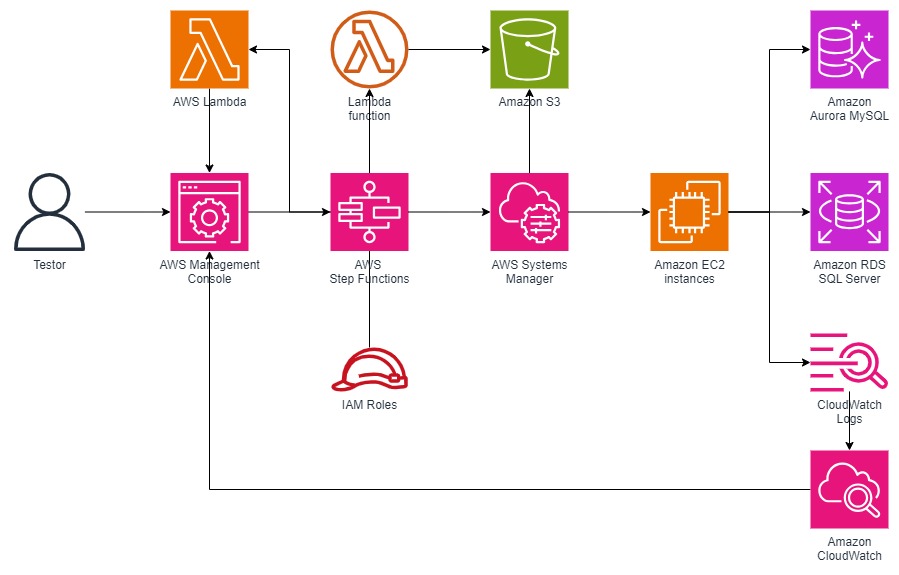 AWS Lambda
Lambda
function
Amazon S3
Amazon
Aurora MySQL
Testor
AWS Management
Console
AWS
Step Functions
AWS Systems
Manager
Amazon EC2
instances
Amazon RDS
SQL Server
IAM Roles
CloudWatch
Logs
Amazon
CloudWatch